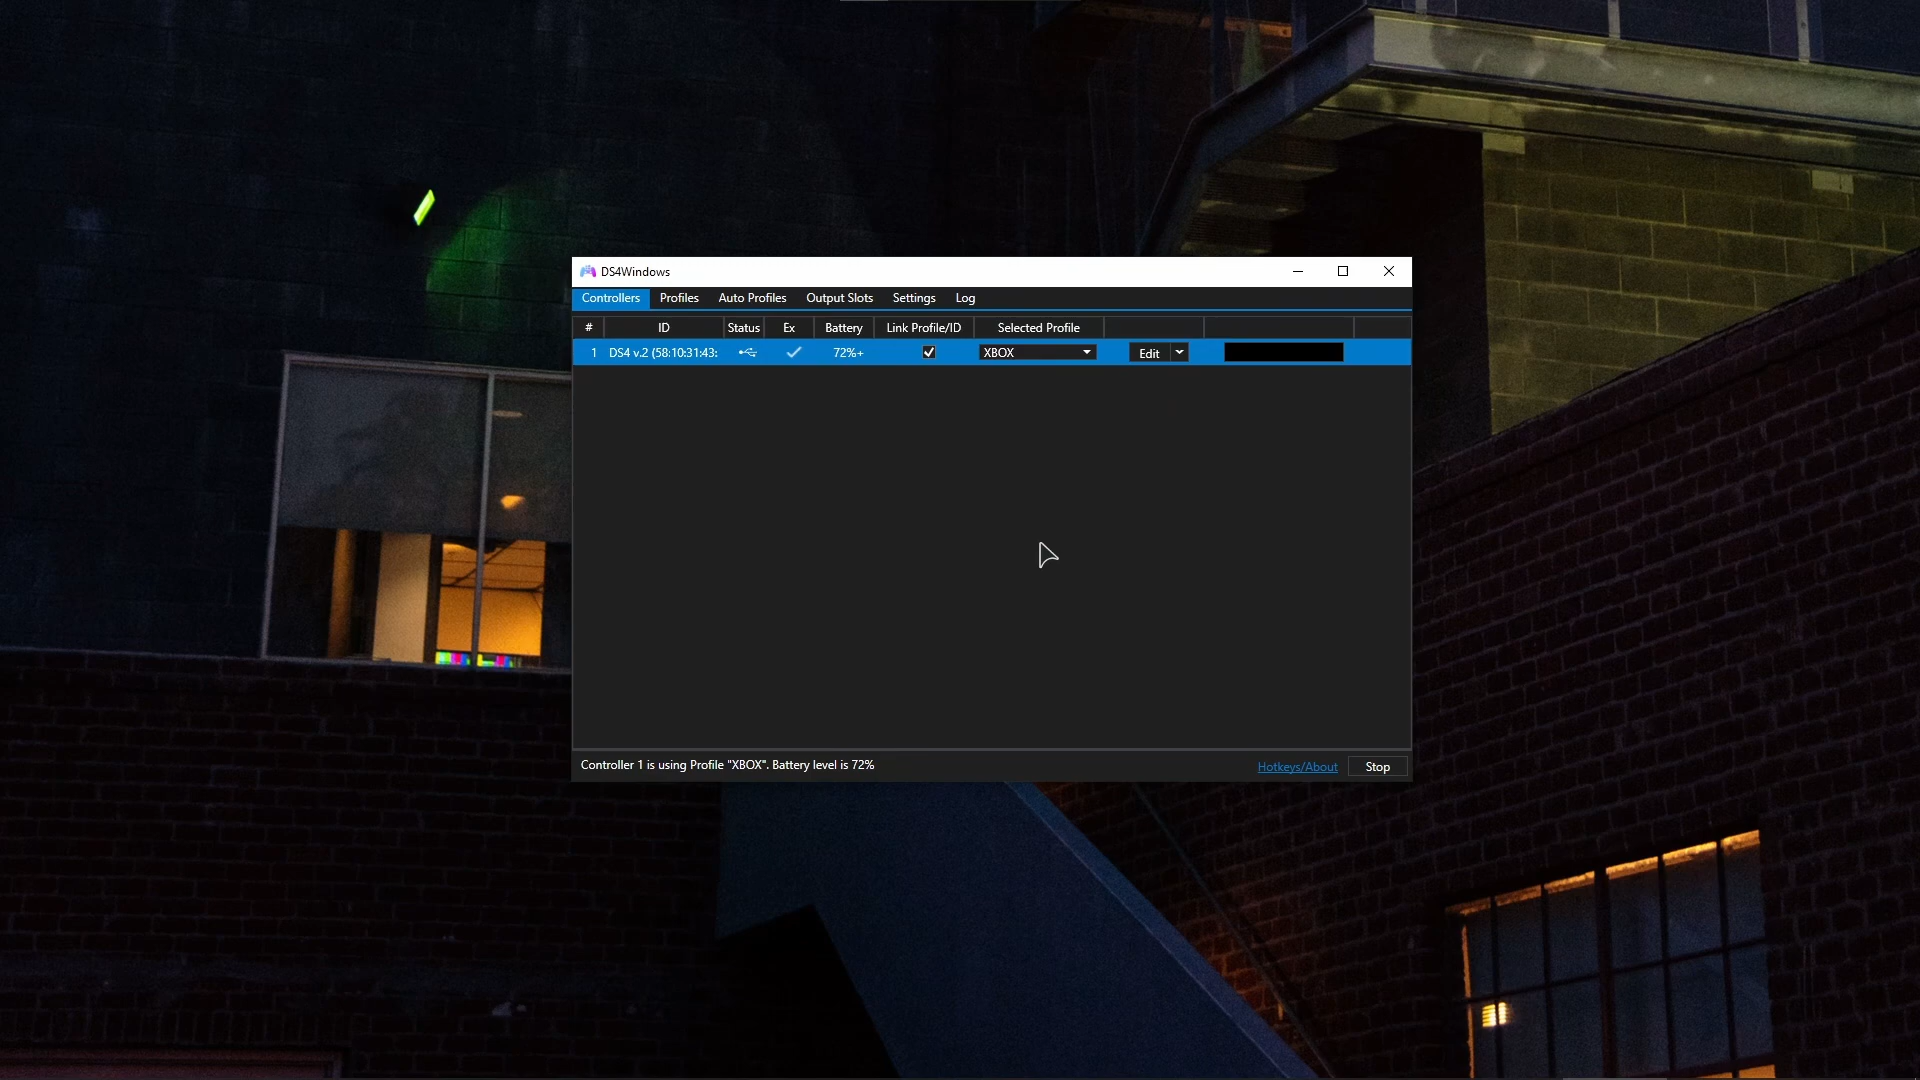 DS4Windows
Controllers Profiles Auto Profiles Output Slots Settings Log
# ID Status Ex Battery Link Profile/ID Selected Profile
1 DS4 v.2 (58:10:31:43: 72%+ XBOX Edit
Controller 1 is using Profile "XBOX". Battery level is 72% Hotkeys/About Stop